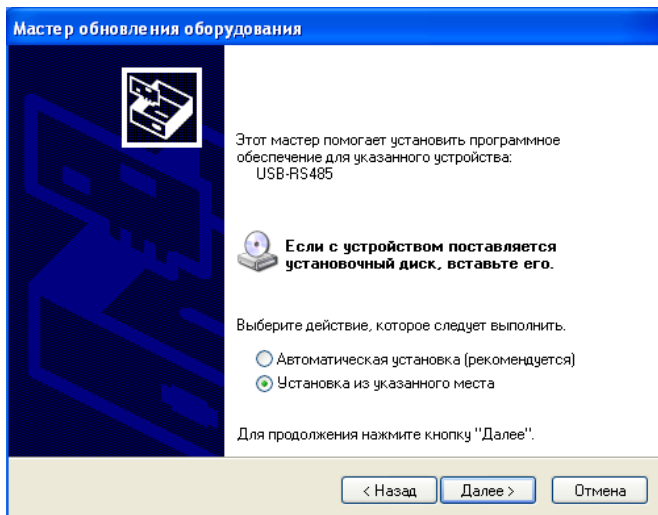 Мастер обновления оборудования
Этот мастер помогает установить программное
обеспечение для указанного устройства:
USB-RS485
Если с устройством поставляется
установочный диск, вставьте его.
Выберите действие, которое следует выполнить.
Автоматическая установка (рекомендуется)
Установка из указанного места
Для продолжения нажмите кнопку "Далее".
< Назад
Далее >
Отмена